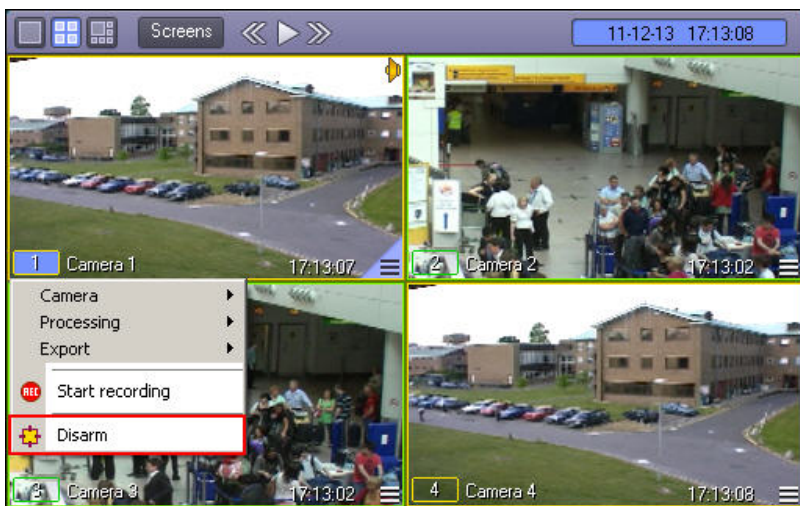 Screens
11-12-13 17:13:08
1 Camera 1 17:13:07
2 Camera 2 17:13:02
Camera
Processing
Export
REC Start recording
Disarm
3 Camera 3 17:13:02
4 Camera 4 17:13:08